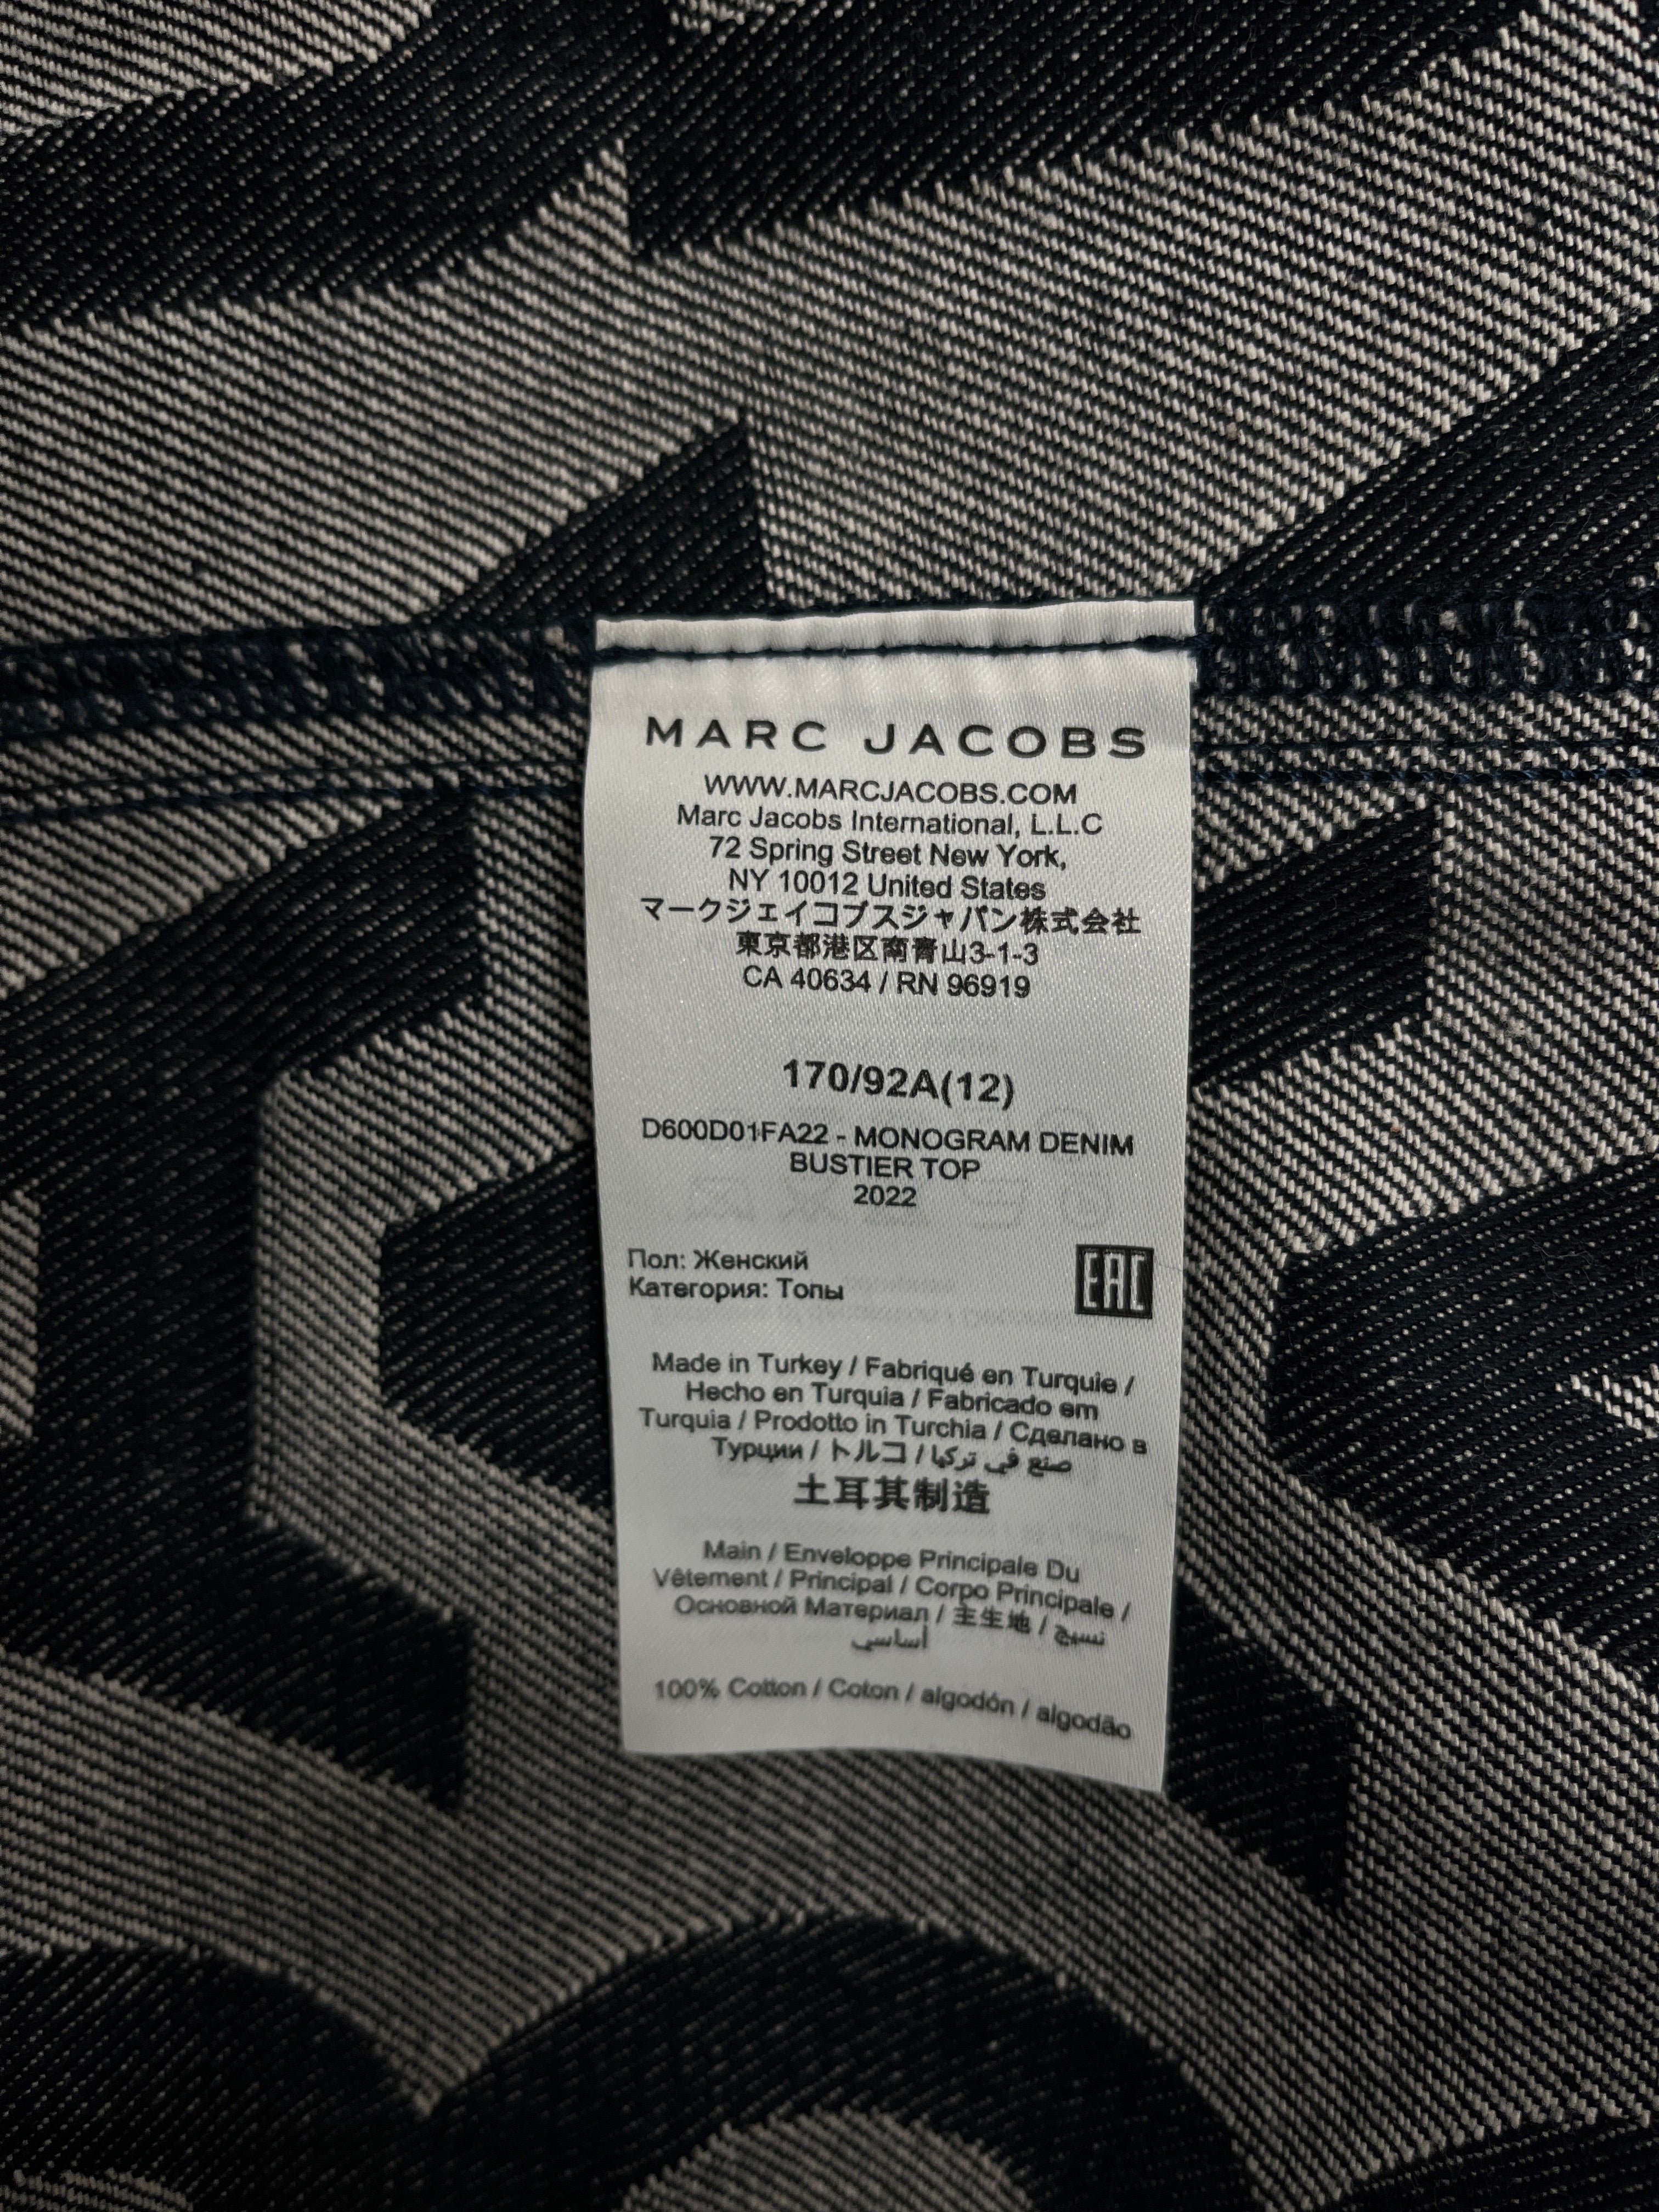 MARC JACOBS
WWW.MARCJACOBS.COM
Marc Jacobs International, L.L.C
72 Spring Street New York,
NY 10012 United States
マークジェイコブスジャパン株式会社
東京都港区南青山3-1-3
CA 40634 / RN 96919
170/92A(12)
D600D01FA22 - MONOGRAM DENIM
BUSTIER TOP
2022
Пол: Женский
Категория: Топы
EAC
Made in Turkey / Fabriqué en Turquie /
Hecho en Turquia / Fabricado em
Turquia / Prodotto in Turchia / Сделано в
Турции / トルコ / صنع في تركيا
土耳其制造
Main / Enveloppe Principale Du
Vêtement / Principal / Corpo Principale /
Основной Материал / 主生地 / نسيج
أساسي
100% Cotton / Coton / algodón / algodão